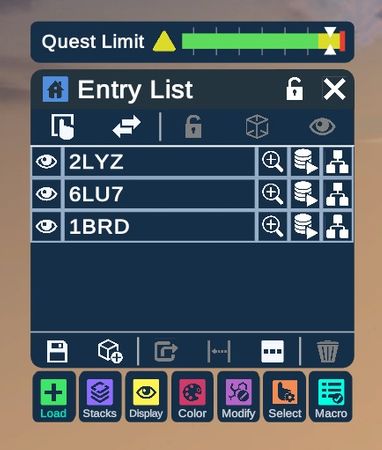 Quest Limit
Entry List
2LYZ
6LU7
1BRD
Load Stacks Display Color Modify Select Macro